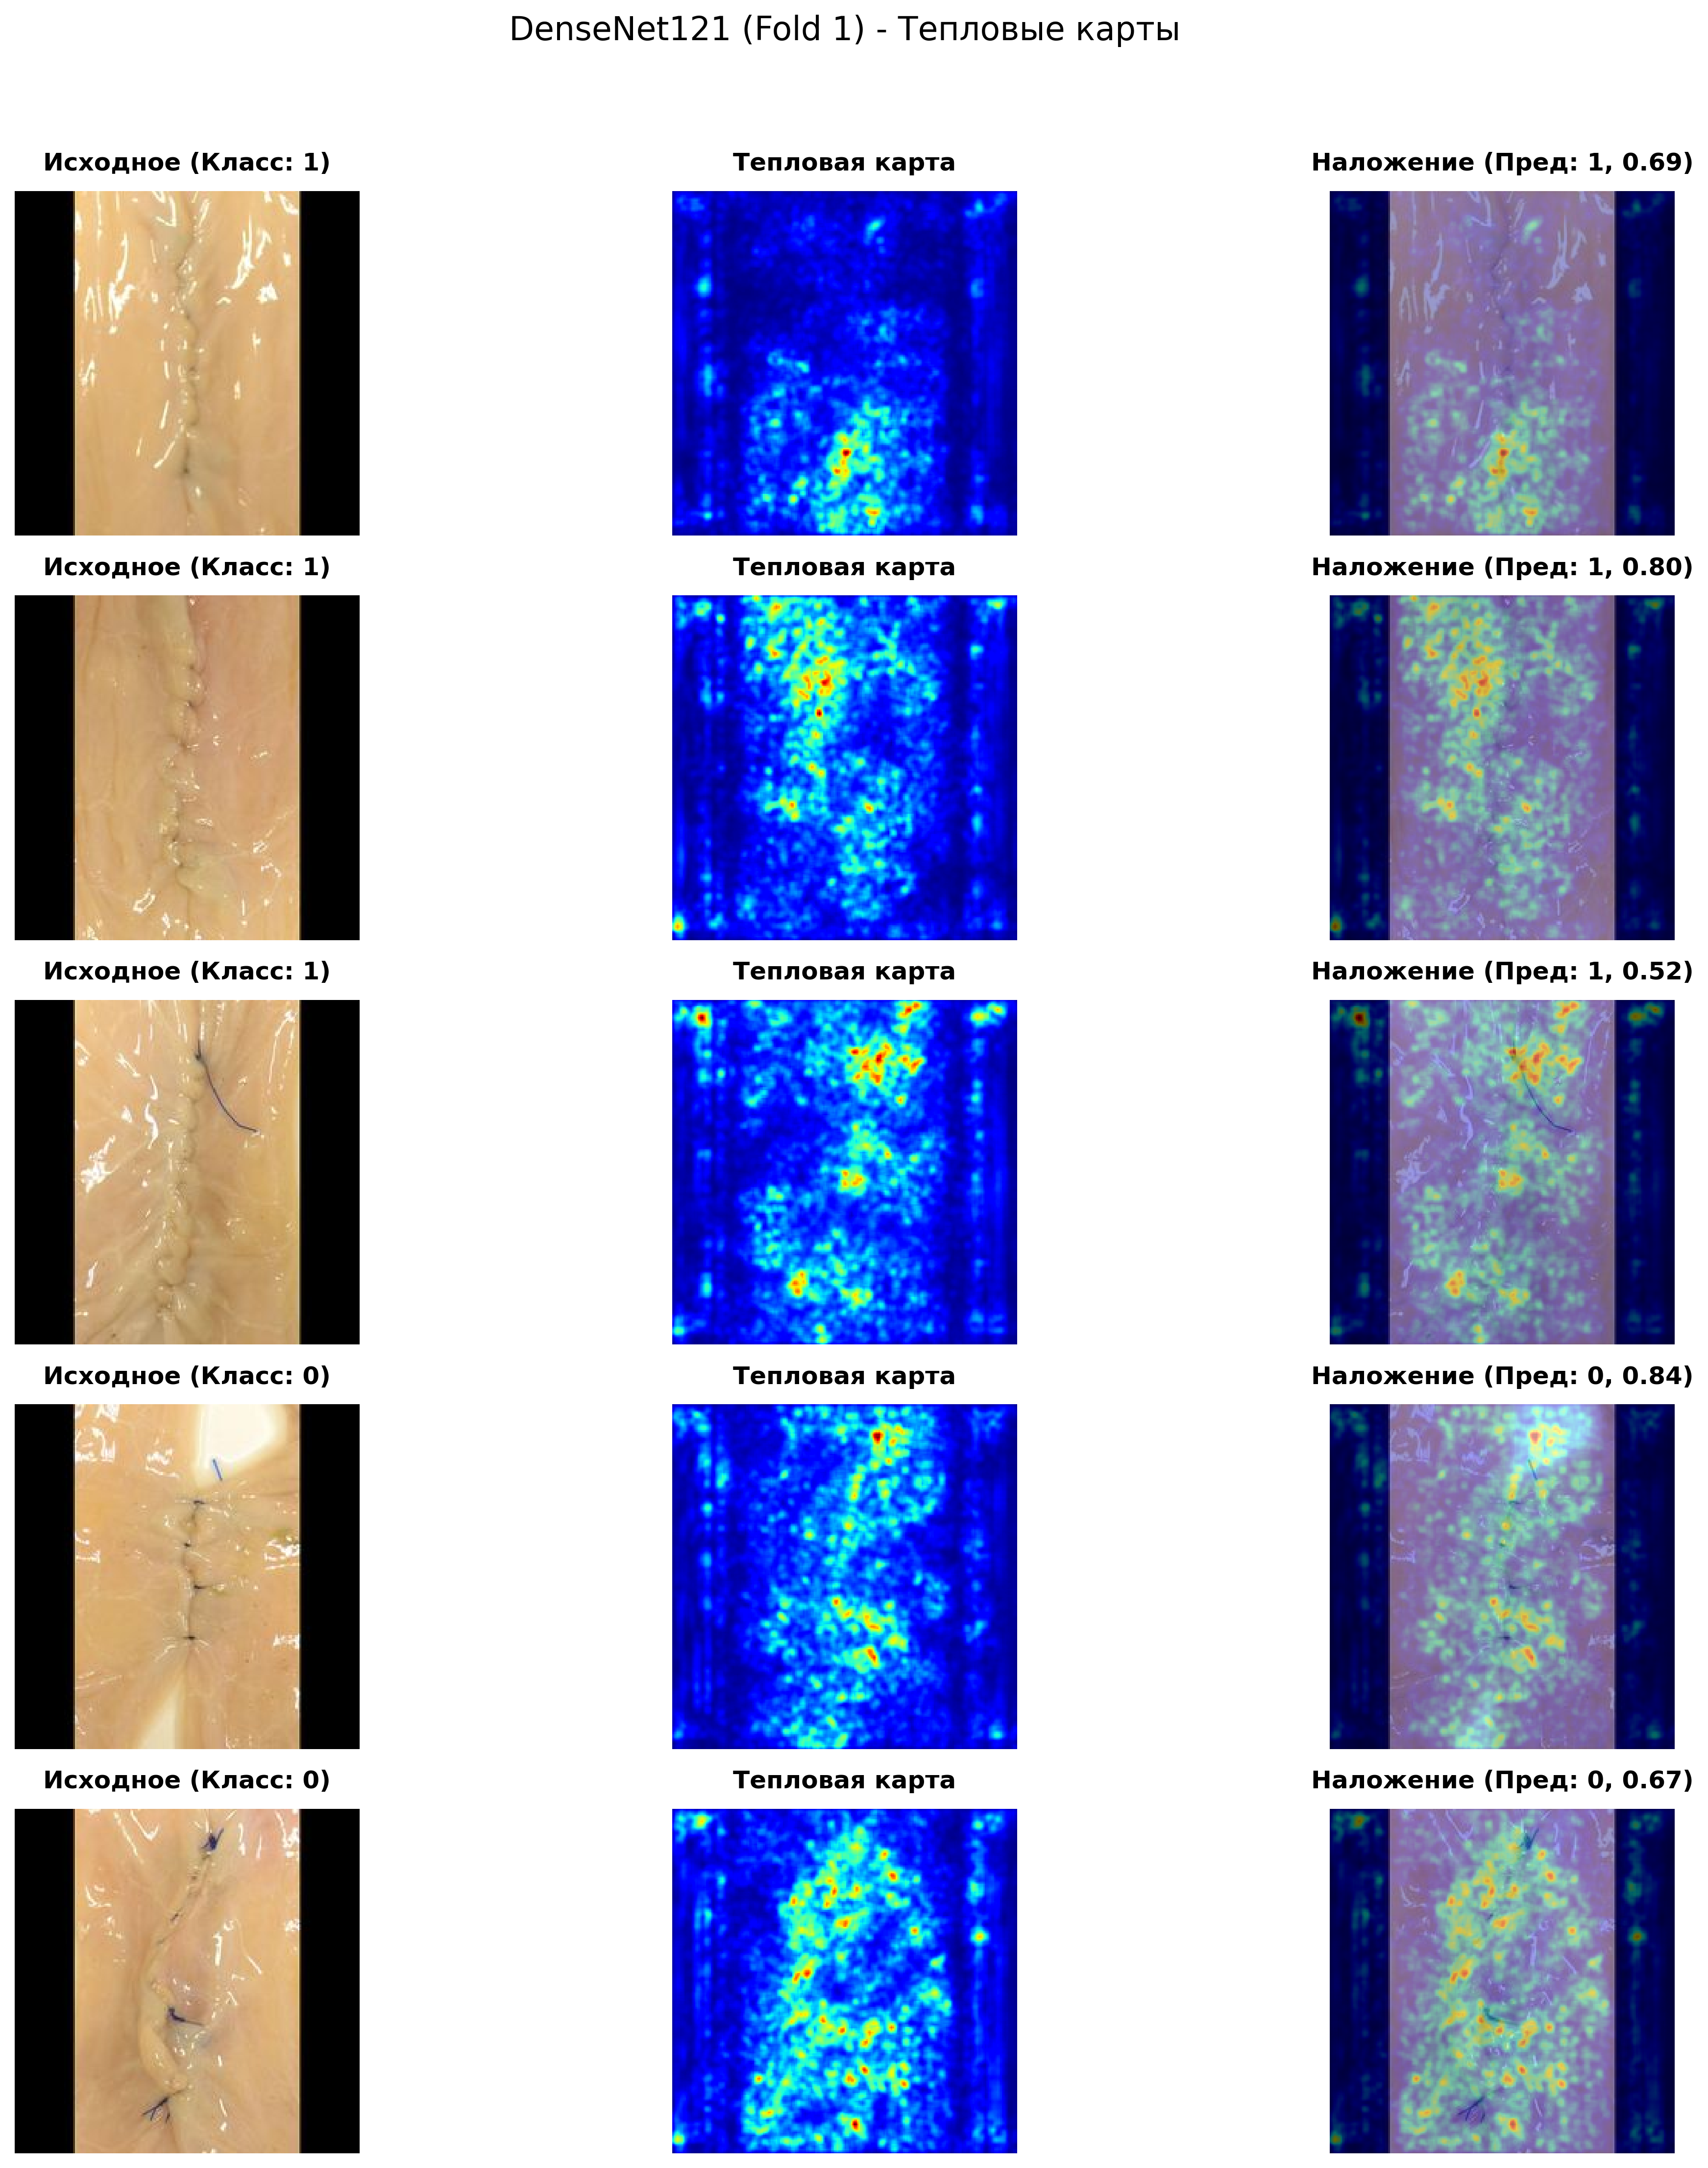 DenseNet121 (Fold 1) - Тепловые карты
Исходное (Класс: 1)
Тепловая карта
Наложение (Пред: 1, 0.69)
Исходное (Класс: 1)
Тепловая карта
Наложение (Пред: 1, 0.80)
Исходное (Класс: 1)
Тепловая карта
Наложение (Пред: 1, 0.52)
Исходное (Класс: 0)
Тепловая карта
Наложение (Пред: 0, 0.84)
Исходное (Класс: 0)
Тепловая карта
Наложение (Пред: 0, 0.67)